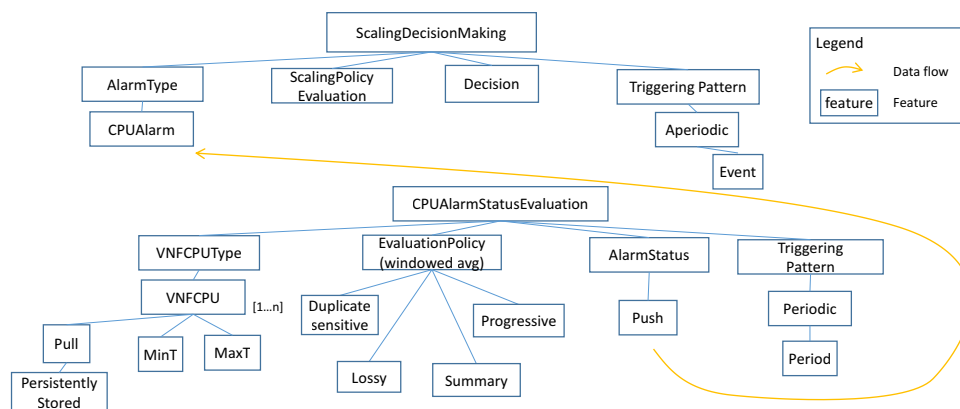 ScalingDecisionMaking
Legend
Data flow
feature
Feature
AlarmType
ScalingPolicy
Evaluation
Decision
Triggering Pattern
CPUAlarm
Aperiodic
Event
CPUAlarmStatusEvaluation
VNFCPUType
EvaluationPolicy
(windowed avg)
AlarmStatus
Triggering
Pattern
VNFCPU
[1...n]
Duplicate
sensitive
Progressive
Push
Periodic
Pull
MinT
MaxT
Lossy
Summary
Period
Persistently
Stored